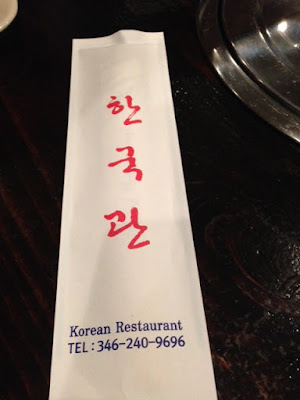 한
국
관
Korean Restaurant
TEL : 346-240-9696